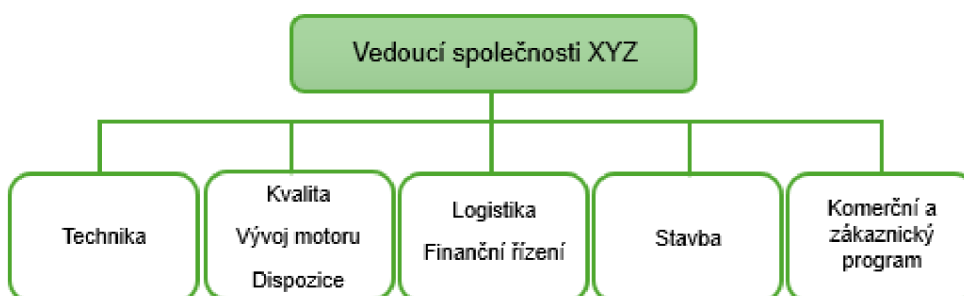 Vedoucí společnosti XYZ
Technika
Kvalita
Vývoj motoru
Dispozice
Logistika
Finanční řízení
Stavba
Komerční a
zákaznický
program